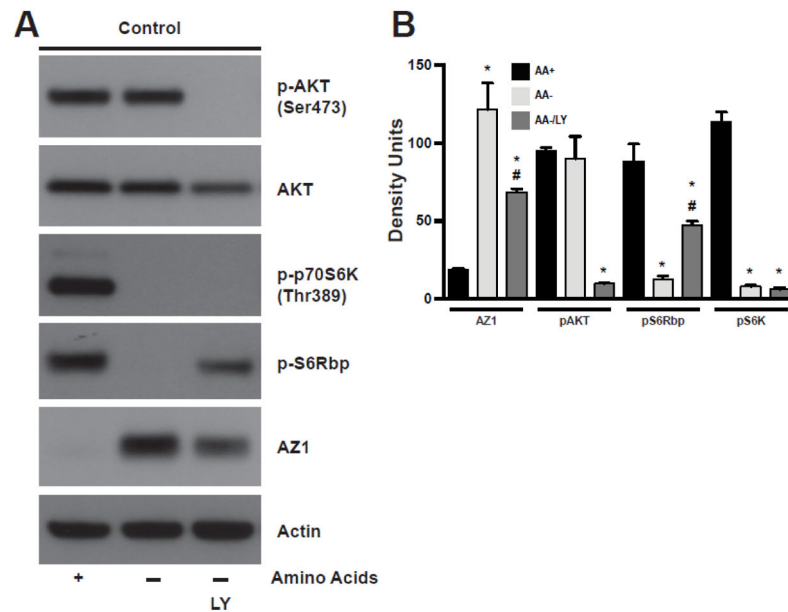 A
Control
p-AKT
(Ser473)
AKT
p-p70S6K
(Thr389)
p-S6Rbp
AZ1
Actin
+ – – Amino Acids
LY
B
Density Units
150
100
50
0
AA+
AA-
AA-/LY
*
*
#
*
*
*
#
*
*
AZ1 pAKT pS6Rbp pS6K